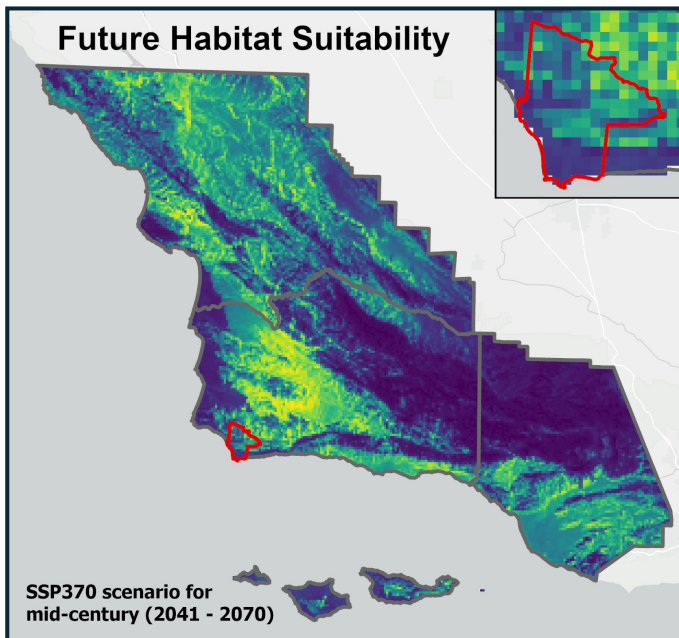 Future Habitat Suitability
SSP370 scenario for
mid-century (2041 - 2070)